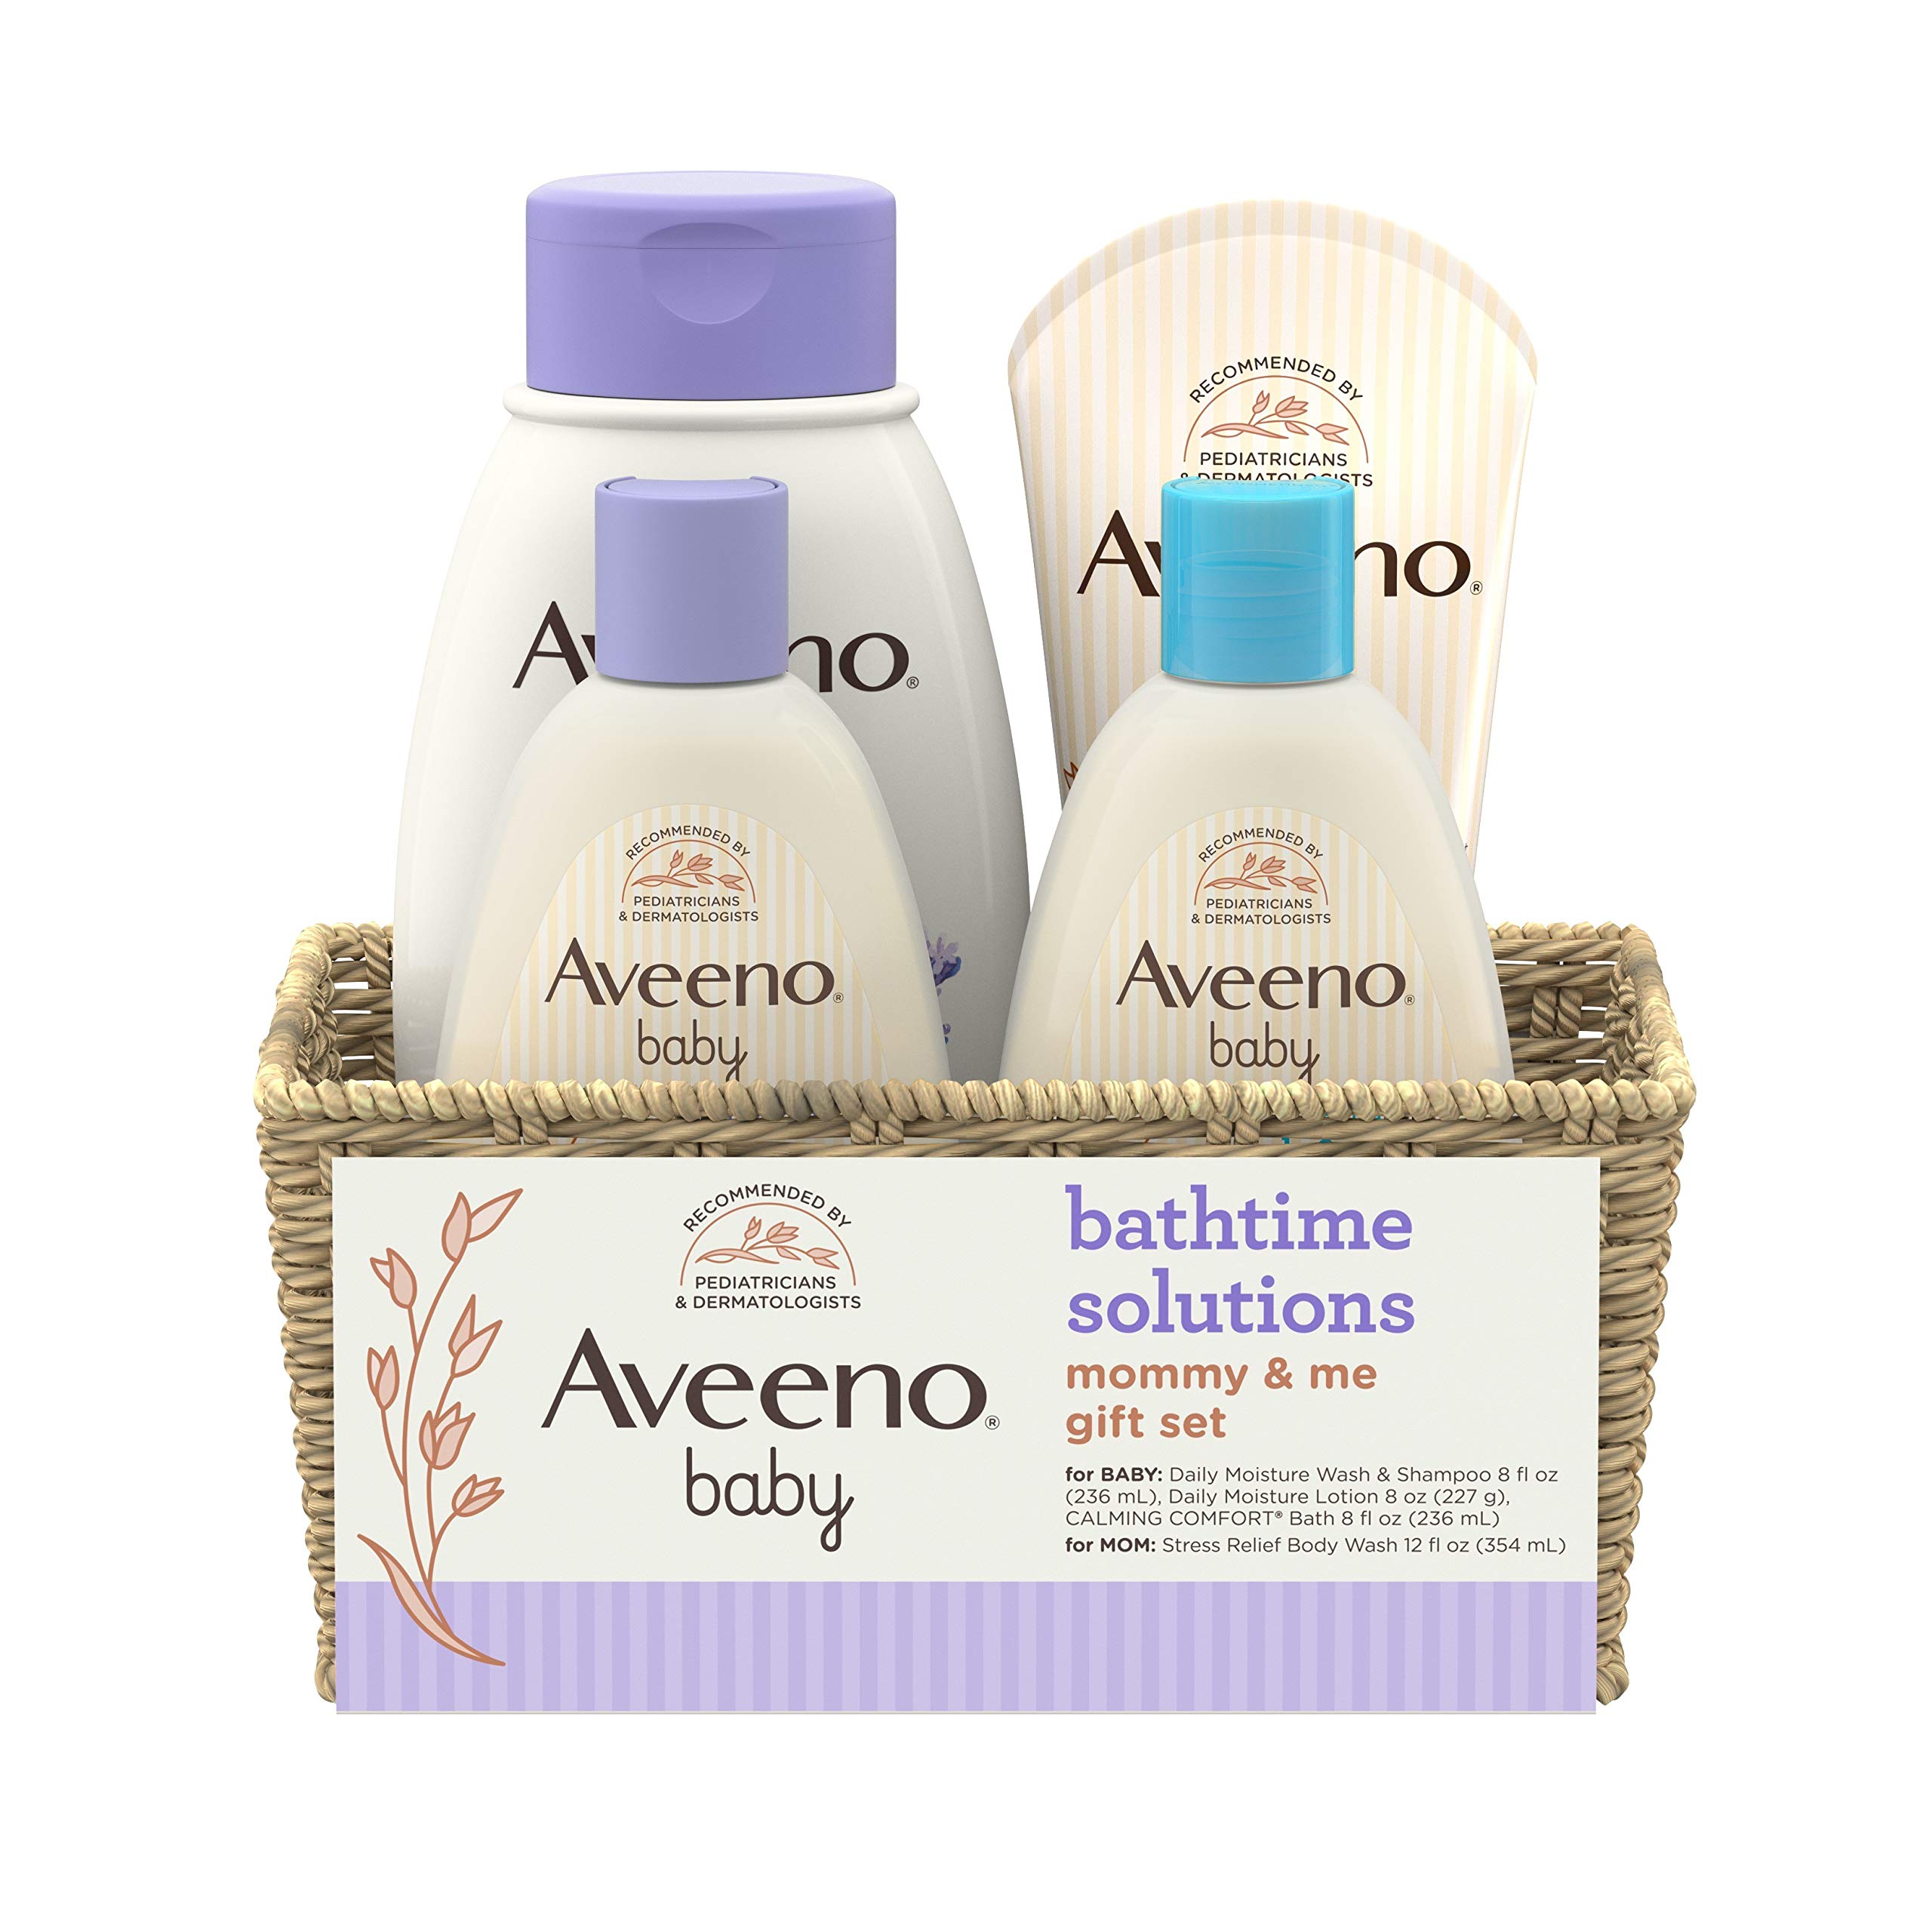 RECOMMENDED BY
PEDIATRICIANS
& DERMATOLOGISTS
RECOMMENDED BY
PEDIATRICIANS
& DERMATOLOGISTS
Aveeno®
baby
RECOMMENDED BY
PEDIATRICIANS
& DERMATOLOGISTS
Aveeno®
baby
RECOMMENDED BY
PEDIATRICIANS
& DERMATOLOGISTS
Aveeno®
baby
bathtime
solutions
mommy & me
gift set
for BABY: Daily Moisture Wash & Shampoo 8 fl oz
(236 mL), Daily Moisture Lotion 8 oz (227 g),
CALMING COMFORT® Bath 8 fl oz (236 mL)
for MOM: Stress Relief Body Wash 12 fl oz (354 mL)